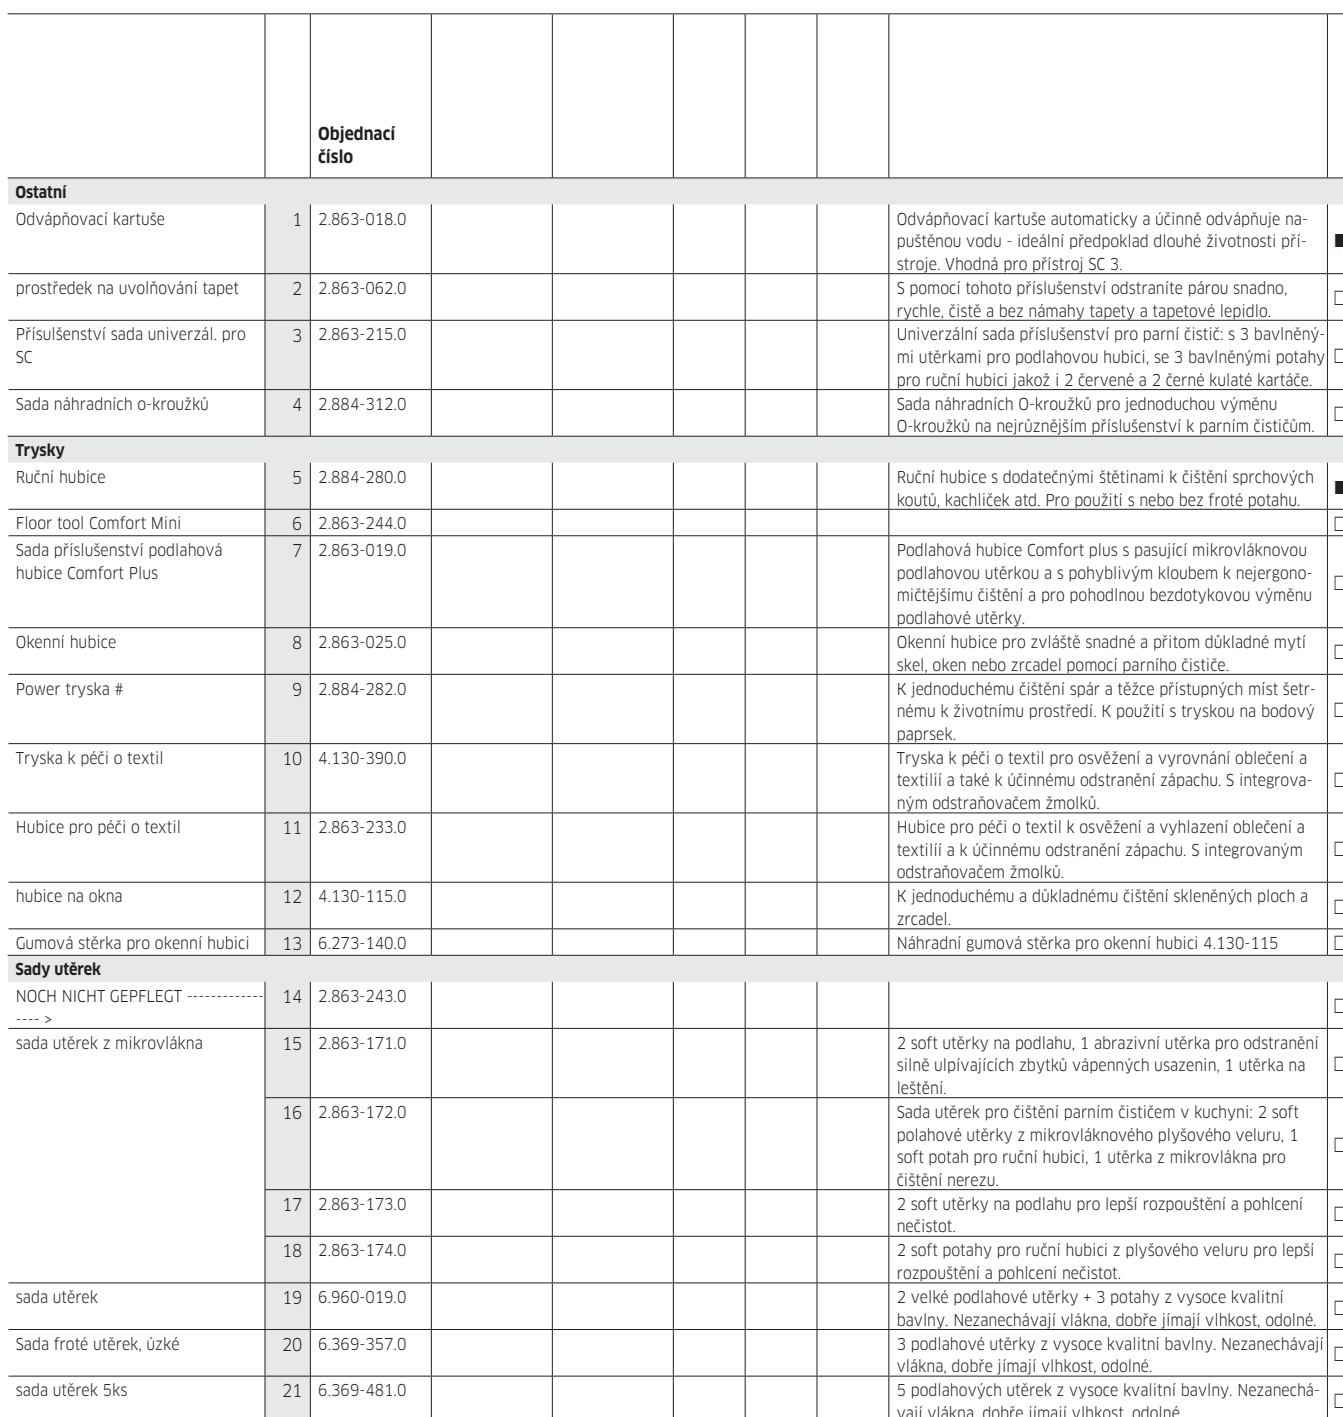 Objednací
číslo
Ostatní
Odvápňovací kartuše 1 2.863-018.0 Odvápňovací kartuše automaticky a účinně odvápňuje na-
puštěnou vodu - ideální předpoklad dlouhé životnosti pří-
stroje. Vhodná pro přístroj SC 3.
prostředek na uvolňování tapet 2 2.863-062.0 S pomocí tohoto příslušenství odstraníte párou snadno,
rychle, čistě a bez námahy tapety a tapetové lepidlo.
Přísulšenství sada univerzál. pro 3 2.863-215.0 Univerzální sada příslušenství pro parní čistič: s 3 bavlněný-
SC mi utěrkami pro podlahovou hubici, se 3 bavlněnými potahy
pro ruční hubici jakož i 2 červené a 2 černé kulaté kartáče.
Sada náhradních o-kroužků 4 2.884-312.0 Sada náhradních O-kroužků pro jednoduchou výměnu
O-kroužků na nejrůznějším příslušenství k parním čističům.
Trysky
Ruční hubice 5 2.884-280.0 Ruční hubice s dodatečnými štětinami k čištění sprchových
koutů, kachliček atd. Pro použití s nebo bez froté potahu.
Floor tool Comfort Mini 6 2.863-244.0
Sada příslušenství podlahová 7 2.863-019.0 Podlahová hubice Comfort plus s pasující mikrovláknovou
hubice Comfort Plus podlahovou utěrkou a s pohyblivým kloubem k nejergono-
mičtějšímu čištění a pro pohodlnou bezdotykovou výměnu
podlahové utěrky.
Okenní hubice 8 2.863-025.0 Okenní hubice pro zvláště snadné a přitom důkladné mytí
skel, oken nebo zrcadel pomocí parního čističe.
Power tryska # 9 2.884-282.0 K jednoduchému čištění spár a těžce přístupných míst šetr-
nému k životnímu prostředí. K použití s tryskou na bodový
paprsek.
Tryska k péči o textil 10 4.130-390.0 Tryska k péči o textil pro osvěžení a vyrovnání oblečení a
textilií a také k účinnému odstranění zápachu. S integrova-
ným odstraňovačem žmolků.
Hubice pro péči o textil 11 2.863-233.0 Hubice pro péči o textil k osvěžení a vyhlazení oblečení a
textilíí a k účinnému odstranění zápachu. S integrovaným
odstraňovačem žmolků.
hubice na okna 12 4.130-115.0 K jednoduchému a důkladnému čištění skleněných ploch a
zrcadel.
Gumová stěrka pro okenní hubici 13 6.273-140.0 Náhradní gumová stěrka pro okenní hubici 4.130-115
Sady utěrek
NOCH NICHT GEPFLEGT ------------- 14 2.863-243.0
---- >
sada utěrek z mikrovlákna 15 2.863-171.0 2 soft utěrky na podlahu, 1 abrazivní utěrka pro odstranění
silně ulpívajících zbytků vápenných usazenin, 1 utěrka na
leštění.
16 2.863-172.0 Sada utěrek pro čištění parním čističem v kuchyni: 2 soft
polahové utěrky z mikrovláknového plyšového veluru, 1
soft potah pro ruční hubici, 1 utěrka z mikrovlákna pro
čištění nerezu.
17 2.863-173.0 2 soft utěrky na podlahu pro lepší rozpouštění a pohlcení
nečistot.
18 2.863-174.0 2 soft potahy pro ruční hubici z plyšového veluru pro lepší
rozpouštění a pohlcení nečistot.
sada utěrek 19 6.960-019.0 2 velké podlahové utěrky + 3 potahy z vysoce kvalitní
bavlny. Nezanechávají vlákna, dobře jímají vlhkost, odolné.
Sada froté utěrek, úzké 20 6.369-357.0 3 podlahové utěrky z vysoce kvalitní bavlny. Nezanechávají
vlákna, dobře jímají vlhkost, odolné.
sada utěrek 5ks 21 6.369-481.0 5 podlahových utěrek z vysoce kvalitní bavlny. Nezanechá-
vají vlákna, dobře jímají vlhkost, odolné.